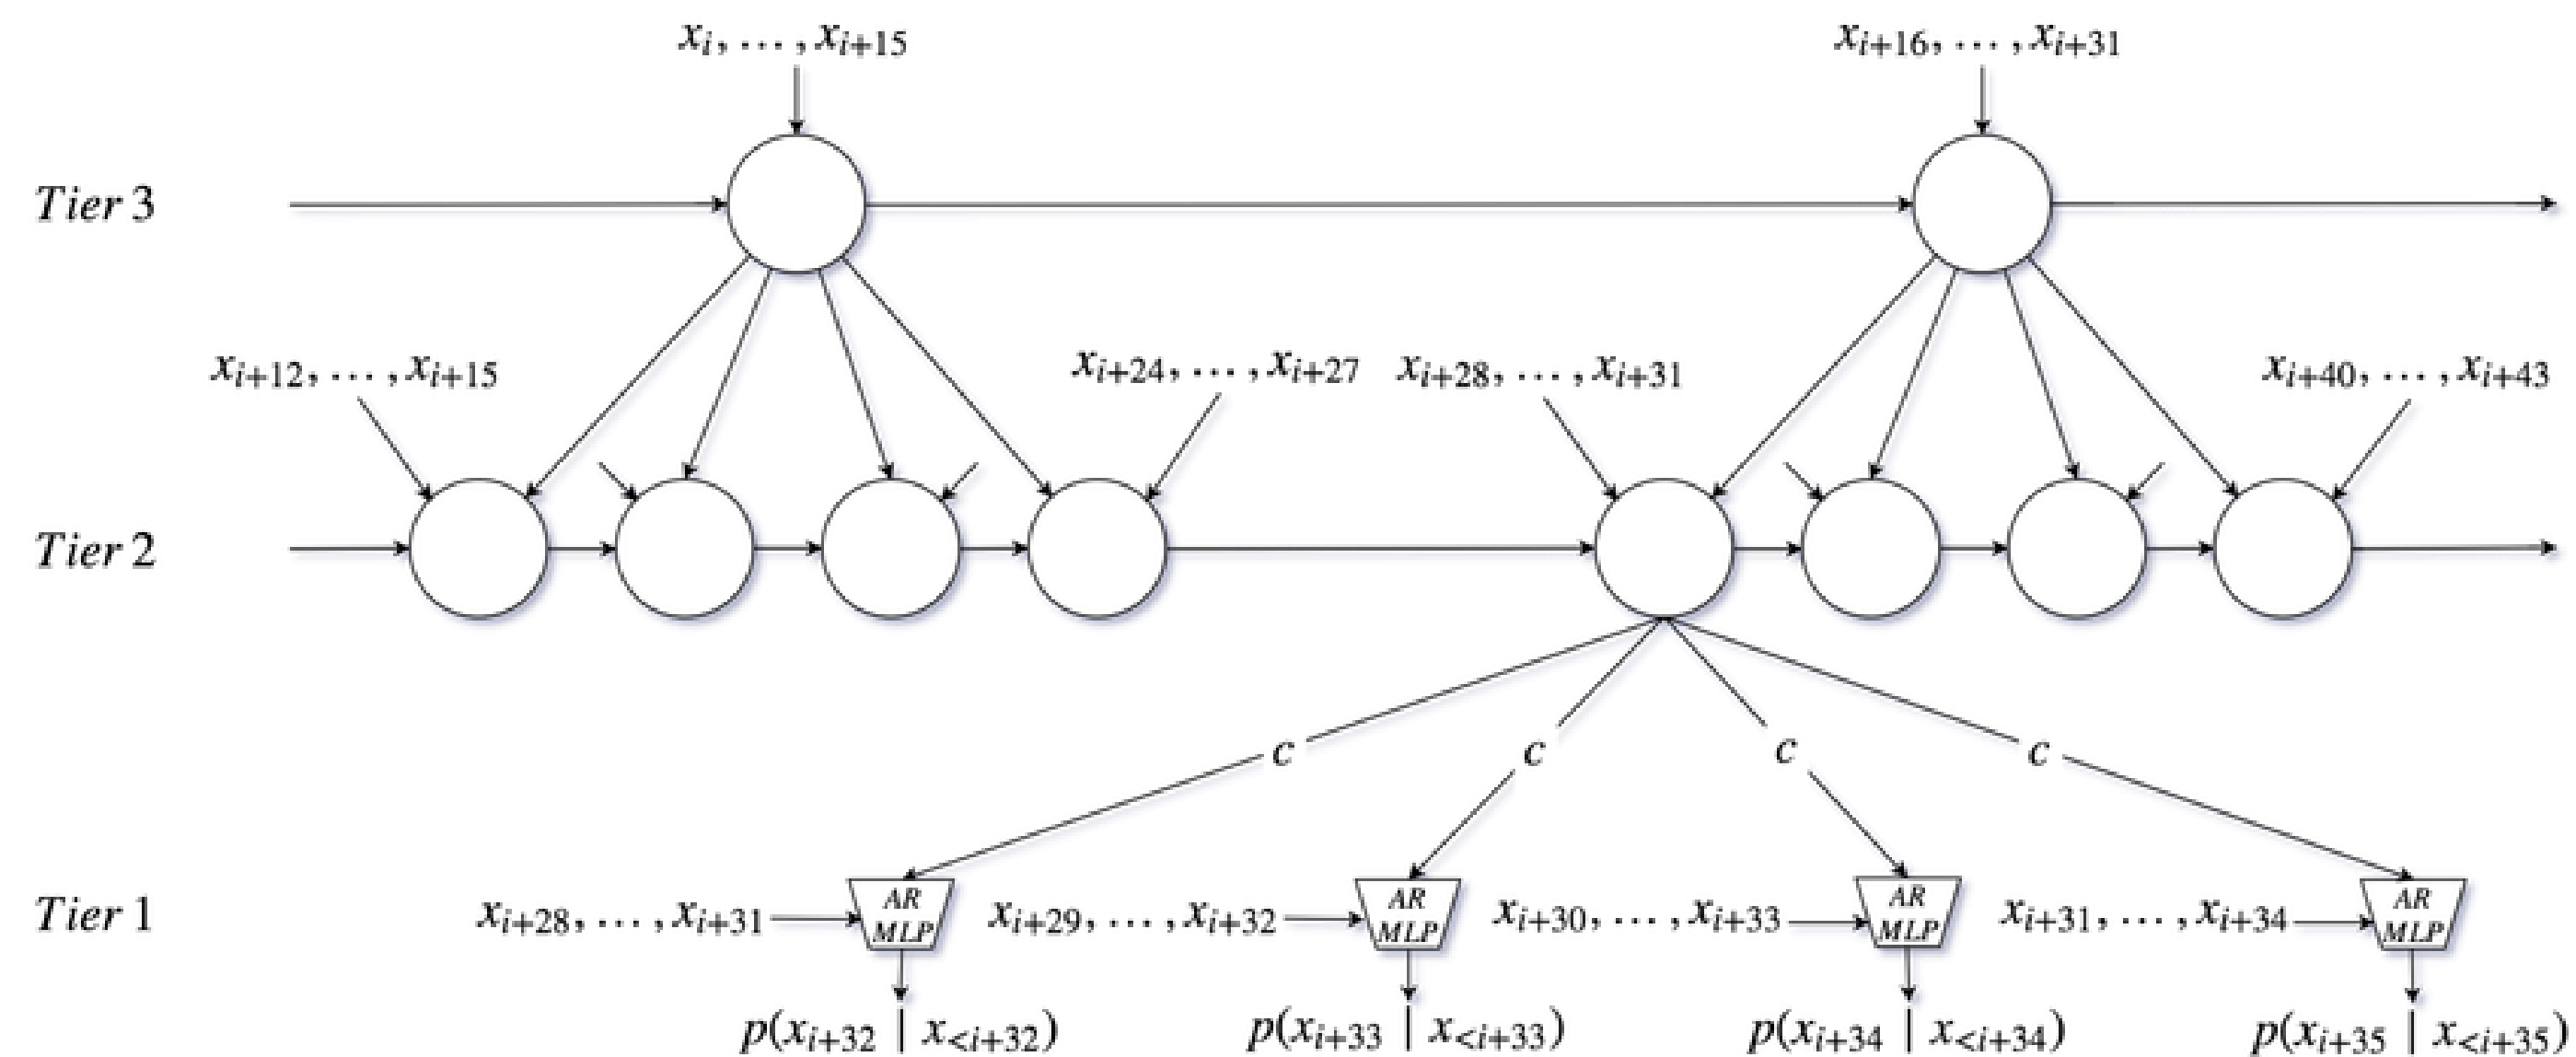 x_i, … , x_{i+15} x_{i+16}, … , x_{i+31}
Tier 3
x_{i+12}, … , x_{i+15} x_{i+24}, … , x_{i+27} x_{i+28}, … , x_{i+31} x_{i+40}, … , x_{i+43}
Tier 2
c c c c
Tier 1 x_{i+28}, … , x_{i+31} AR MLP x_{i+29}, … , x_{i+32} AR MLP x_{i+30}, … , x_{i+33} AR MLP x_{i+31}, … , x_{i+34} AR MLP
p(x_{i+32} | x_{<i+32}) p(x_{i+33} | x_{<i+33}) p(x_{i+34} | x_{<i+34}) p(x_{i+35} | x_{<i+35})